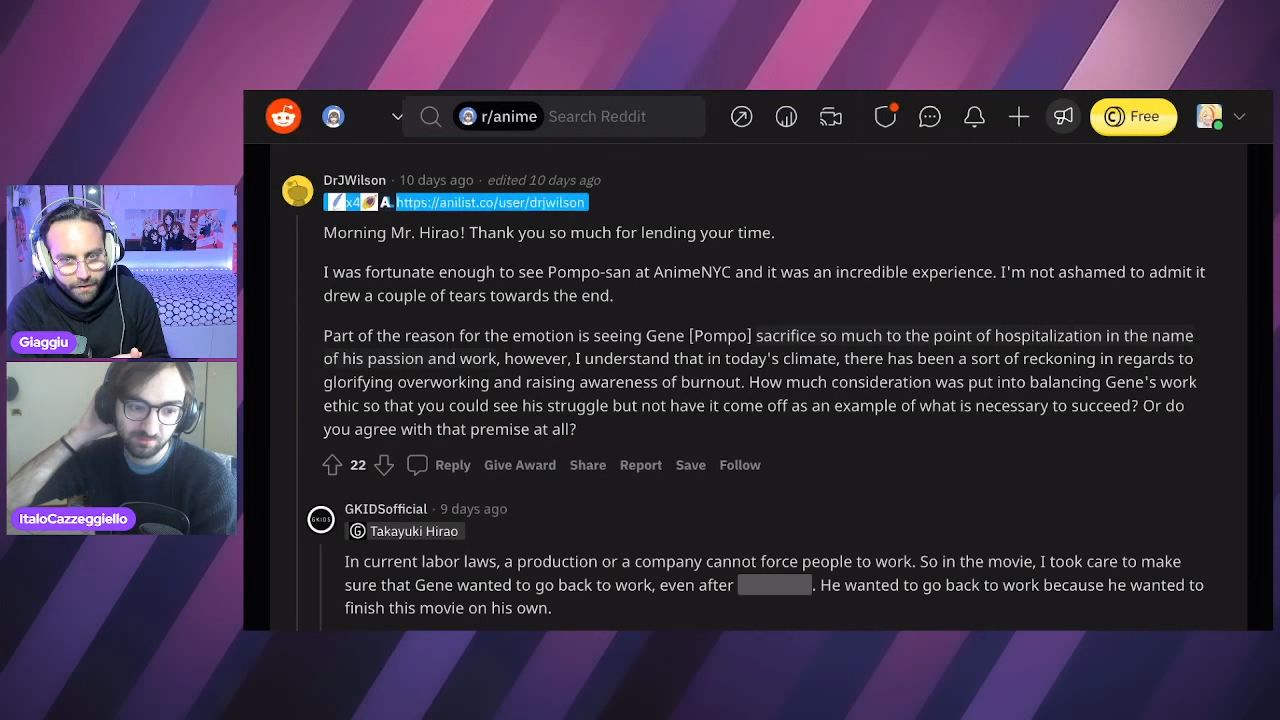 r/anime Search Reddit Free
DrJWilson · 10 days ago · edited 10 days ago
x4 A. https://anilist.co/user/drjwilson
Morning Mr. Hirao! Thank you so much for lending your time.
I was fortunate enough to see Pompo-san at AnimeNYC and it was an incredible experience. I'm not ashamed to admit it
drew a couple of tears towards the end.
Part of the reason for the emotion is seeing Gene [Pompo] sacrifice so much to the point of hospitalization in the name
of his passion and work, however, I understand that in today's climate, there has been a sort of reckoning in regards to
glorifying overworking and raising awareness of burnout. How much consideration was put into balancing Gene's work
ethic so that you could see his struggle but not have it come off as an example of what is necessary to succeed? Or do
you agree with that premise at all?
22 Reply Give Award Share Report Save Follow
GKIDSofficial · 9 days ago
GKIDS
G Takayuki Hirao
In current labor laws, a production or a company cannot force people to work. So in the movie, I took care to make
sure that Gene wanted to go back to work, even after . He wanted to go back to work because he wanted to
finish this movie on his own.
Giaggiu
ItaloCazzeggiello